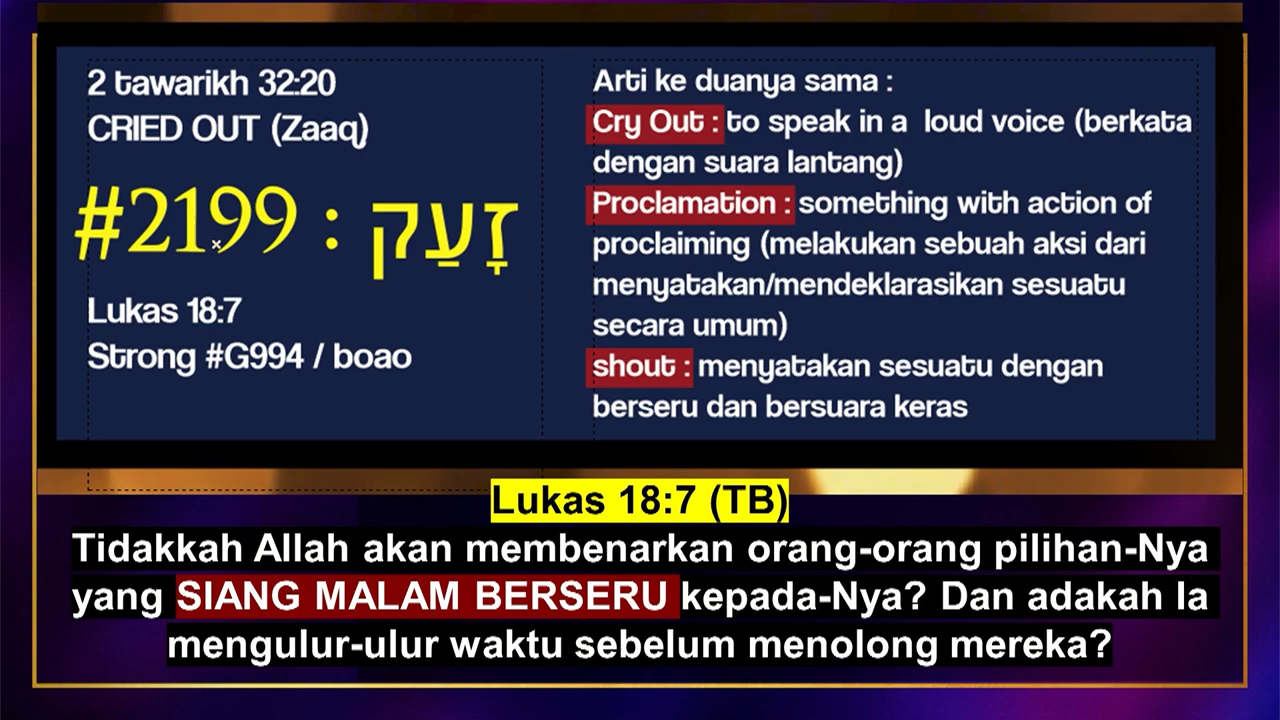 2 tawarikh 32:20
CRIED OUT (Zaaq)
#2199 : זָעַק
Lukas 18:7
Strong #G994 / boao
Arti ke duanya sama :
Cry Out : to speak in a loud voice (berkata
dengan suara lantang)
Proclamation : something with action of
proclaiming (melakukan sebuah aksi dari
menyatakan/mendeklarasikan sesuatu
secara umum)
shout : menyatakan sesuatu dengan
berseru dan bersuara keras
Lukas 18:7 (TB)
Tidakkah Allah akan membenarkan orang-orang pilihan-Nya
yang SIANG MALAM BERSERU kepada-Nya? Dan adakah Ia
mengulur-ulur waktu sebelum menolong mereka?